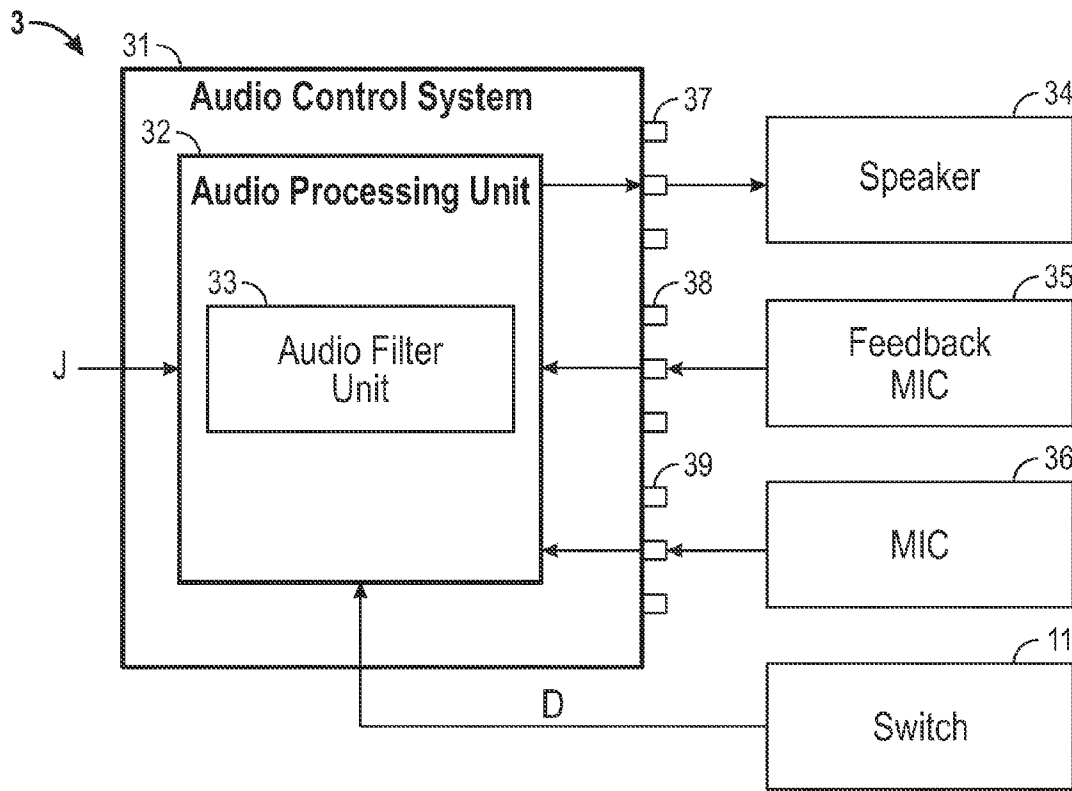 3
31
Audio Control System
37
34
32
Audio Processing Unit
Speaker
33
38
35
Audio Filter
Unit
Feedback
MIC
J
39
36
MIC
11
D
Switch